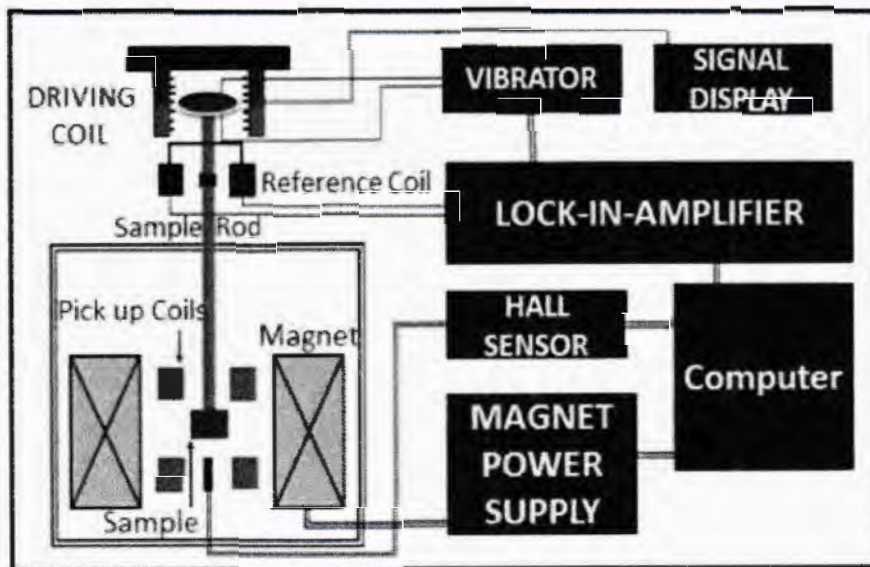 DRIVING
COIL
VIBRATOR
SIGNAL
DISPLAY
Reference Coil
LOCK-IN-AMPLIFIER
Sample Rod
Pick up Coils
Magnet
HALL
SENSOR
Computer
MAGNET
POWER
SUPPLY
Sample